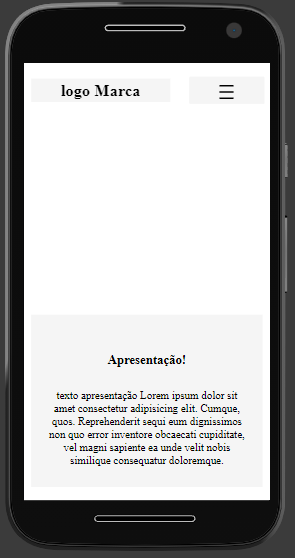 logo Marca
☰
Apresentação!
texto apresentação Lorem ipsum dolor sit
amet consectetur adipisicing elit. Cumque,
quos. Reprehenderit sequi eum dignissimos
non quo error inventore obcaecati cupiditate,
vel magni sapiente ea unde velit nobis
similique consequatur doloremque.